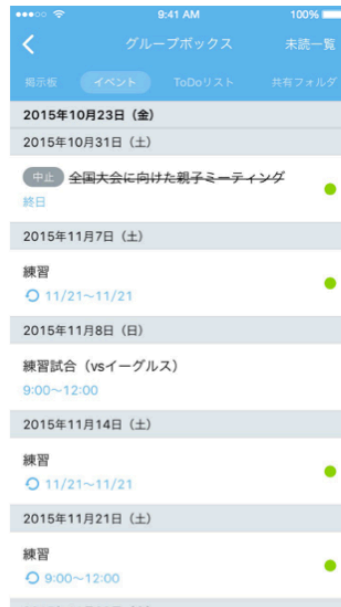 9:41 AM 100%
グループボックス 未読一覧
掲示板 イベント ToDoリスト 共有フォルダ
2015年10月23日（金）
2015年10月31日（土）
中止 全国大会に向けた親子ミーティング
終日
2015年11月7日（土）
練習
11/21〜11/21
2015年11月8日（日）
練習試合（vsイーグルス）
9:00〜12:00
2015年11月14日（土）
練習
11/21〜11/21
2015年11月21日（土）
練習
9:00〜12:00